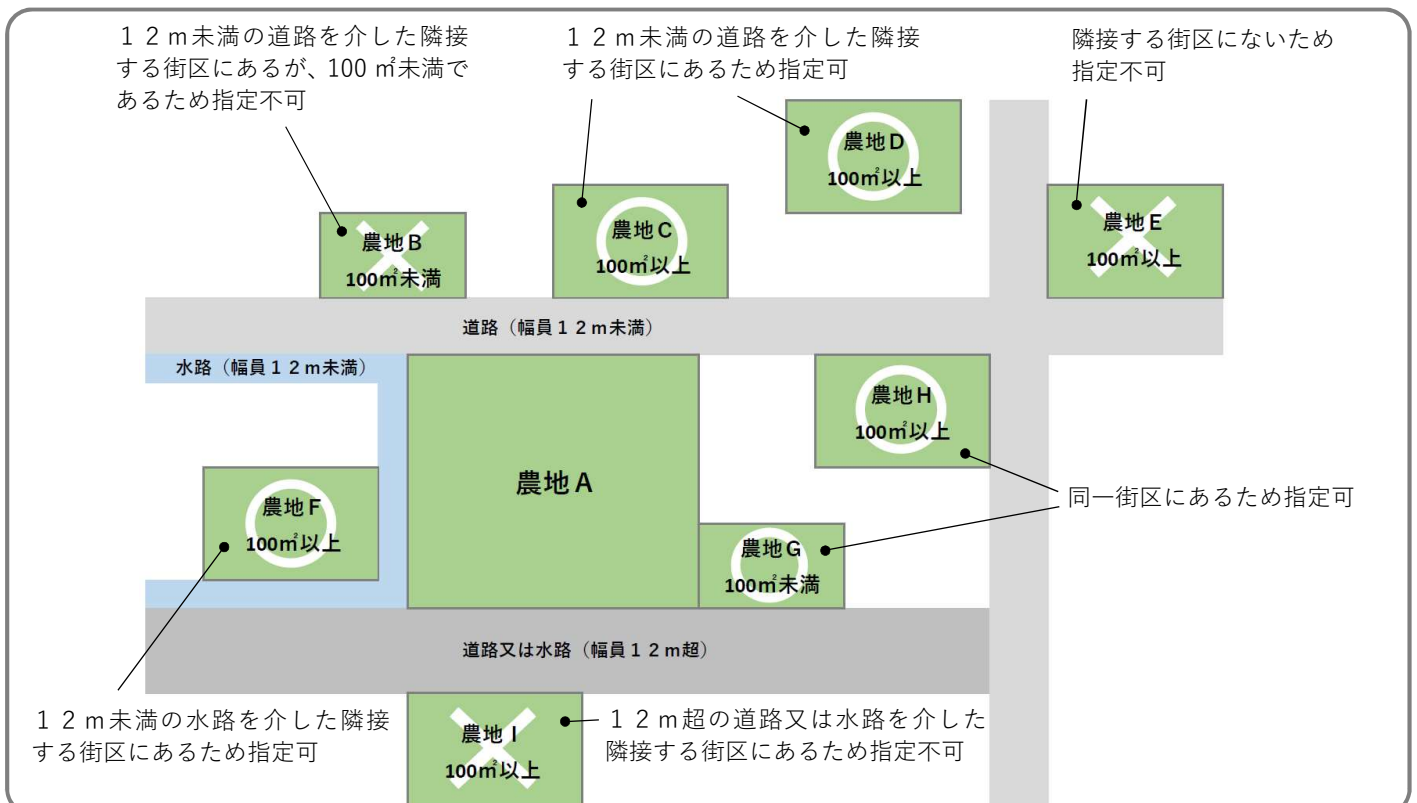 １２ｍ未満の道路を介した隣接
する街区にあるが、100 ㎡未満で
あるため指定不可
１２ｍ未満の道路を介した隣接
する街区にあるため指定可
隣接する街区にないため
指定不可
農地Ｄ
100㎡以上
農地Ｂ
100㎡未満
農地Ｃ
100㎡以上
農地Ｅ
100㎡以上
道路（幅員１２ｍ未満）
水路（幅員１２ｍ未満）
農地Ｈ
100㎡以上
農地Ａ
農地Ｆ
100㎡以上
同一街区にあるため指定可
農地Ｇ
100㎡未満
道路又は水路（幅員１２ｍ超）
１２ｍ未満の水路を介した隣接
する街区にあるため指定可
農地Ｉ
100㎡以上
１２ｍ超の道路又は水路を介した
隣接する街区にあるため指定不可